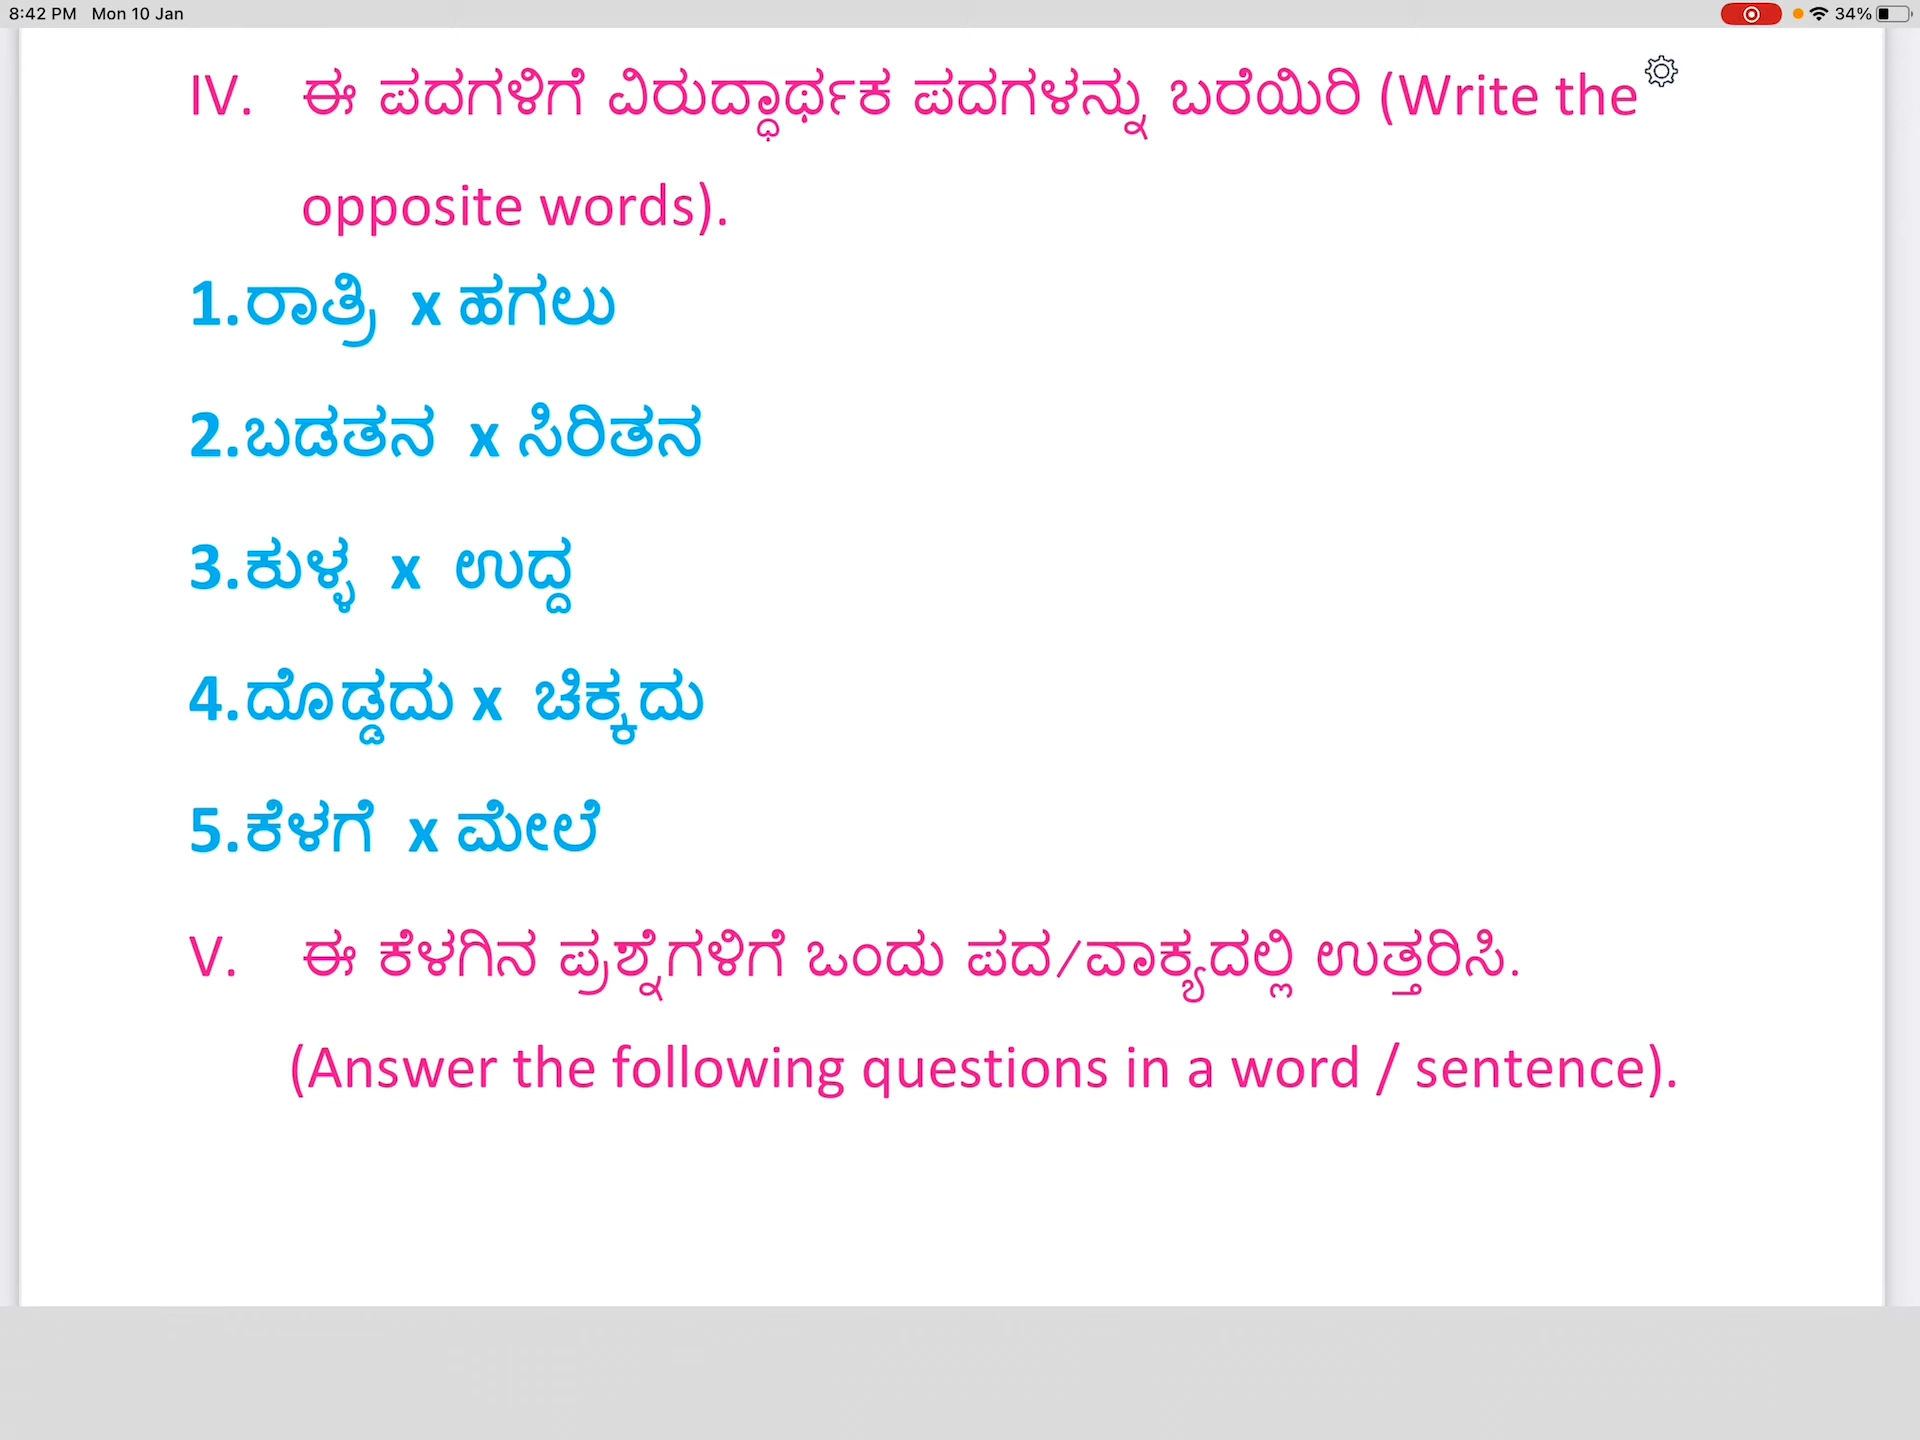 8:42 PM Mon 10 Jan 34%
IV. ಈ ಪದಗಳಿಗೆ ವಿರುದ್ಧಾರ್ಥಕ ಪದಗಳನ್ನು ಬರೆಯಿರಿ (Write the
opposite words).
1.ರಾತ್ರಿ x ಹಗಲು
2.ಬಡತನ x ಸಿರಿತನ
3.ಕುಳ್ಳ x ಉದ್ದ
4.ದೊಡ್ಡದು x ಚಿಕ್ಕದು
5.ಕೆಳಗೆ x ಮೇಲೆ
V. ಈ ಕೆಳಗಿನ ಪ್ರಶ್ನೆಗಳಿಗೆ ಒಂದು ಪದ/ವಾಕ್ಯದಲ್ಲಿ ಉತ್ತರಿಸಿ.
(Answer the following questions in a word / sentence).